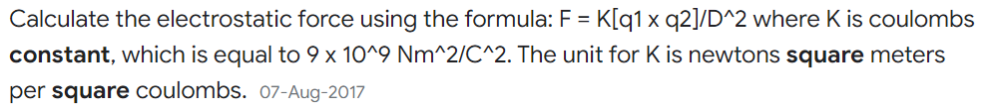 Calculate the electrostatic force using the formula: F = K[q1 x q2]/D^2 where K is coulombs
constant, which is equal to 9 x 10^9 Nm^2/C^2. The unit for K is newtons square meters
per square coulombs. 07-Aug-2017